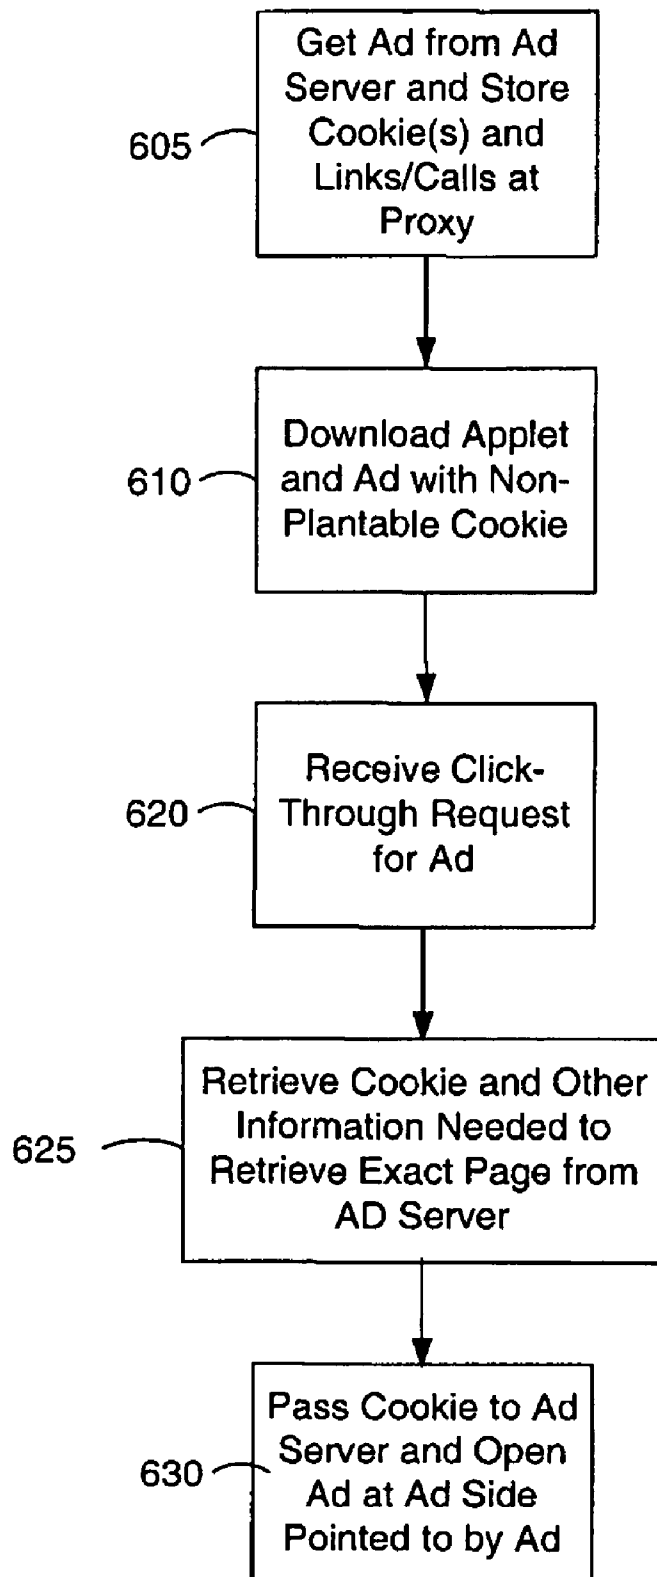 Get Ad from Ad
Server and Store
Cookie(s) and
Links/Calls at
Proxy
605
Download Applet
and Ad with Non-
Plantable Cookie
610
Receive Click-
Through Request
for Ad
620
Retrieve Cookie and Other
Information Needed to
Retrieve Exact Page from
AD Server
625
Pass Cookie to Ad
Server and Open
Ad at Ad Side
Pointed to by Ad
630